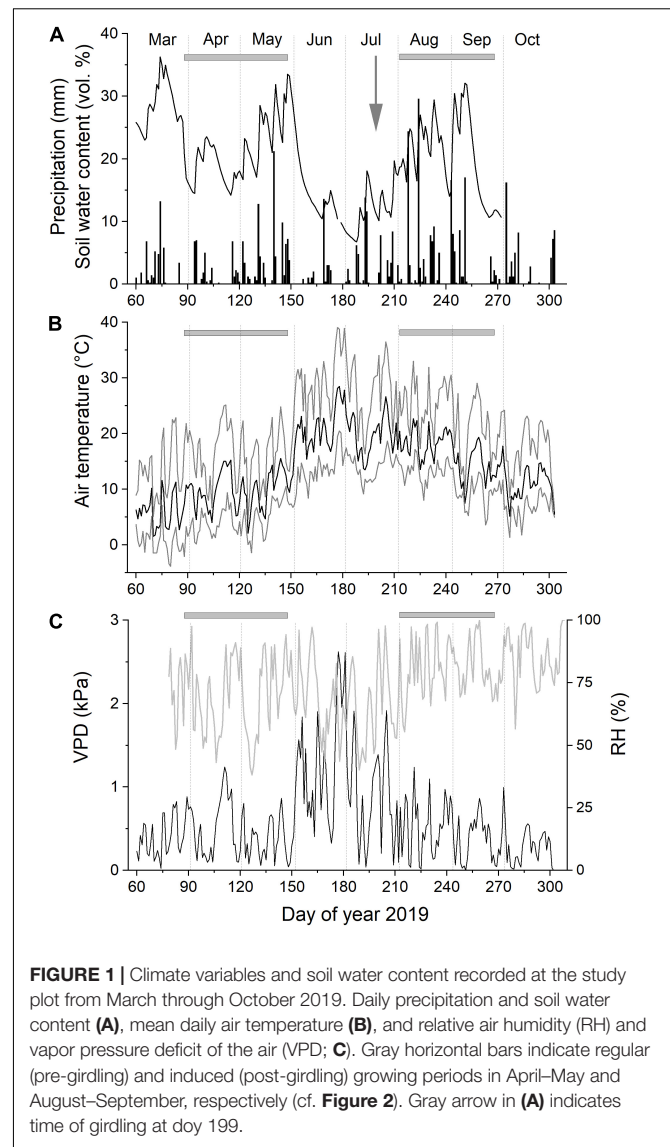 A
Mar Apr May Jun Jul Aug Sep Oct
Precipitation (mm)
Soil water content (vol. %)
40
30
20
10
0
60 90 120 150 180 210 240 270 300
B
Air temperature (°C)
40
30
20
10
0
60 90 120 150 180 210 240 270 300
C
VPD (kPa)
3
2
1
0
RH (%)
100
75
50
25
0
60 90 120 150 180 210 240 270 300
Day of year 2019
FIGURE 1 | Climate variables and soil water content recorded at the study
plot from March through October 2019. Daily precipitation and soil water
content (A), mean daily air temperature (B), and relative air humidity (RH) and
vapor pressure deficit of the air (VPD; C). Gray horizontal bars indicate regular
(pre-girdling) and induced (post-girdling) growing periods in April–May and
August–September, respectively (cf. Figure 2). Gray arrow in (A) indicates
time of girdling at doy 199.